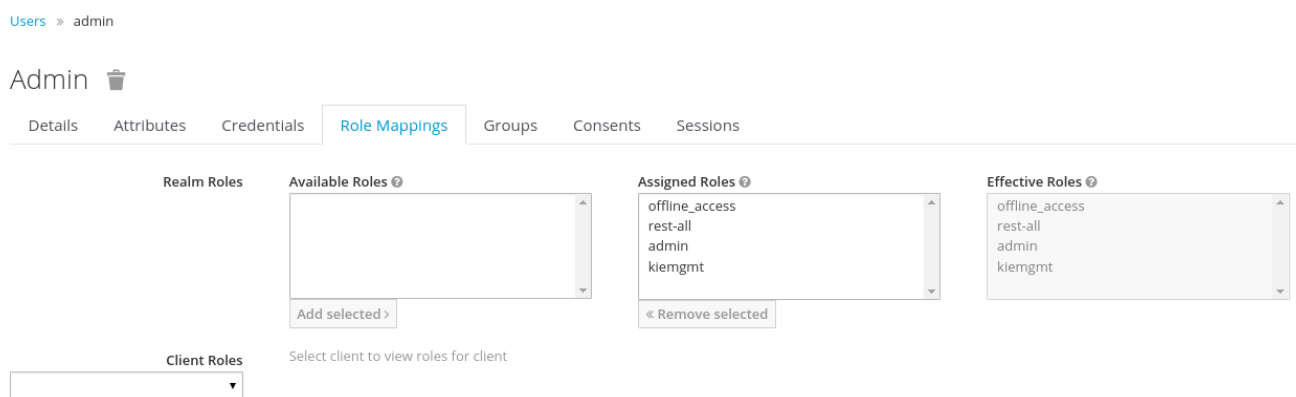 Users » admin
Admin
Details Attributes Credentials Role Mappings Groups Consents Sessions
Realm Roles
Available Roles
Add selected ›
Assigned Roles
offline_access
rest-all
admin
kiemgmt
« Remove selected
Effective Roles
offline_access
rest-all
admin
kiemgmt
Client Roles
Select client to view roles for client